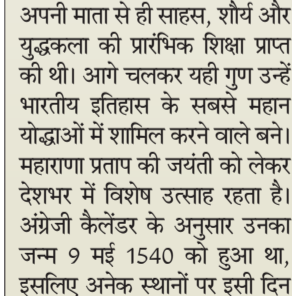 अपनी माता से ही साहस, शौर्य और
युद्धकला की प्रारंभिक शिक्षा प्राप्त
की थी। आगे चलकर यही गुण उन्हें
भारतीय इतिहास के सबसे महान
योद्धाओं में शामिल करने वाले बने।
महाराणा प्रताप की जयंती को लेकर
देशभर में विशेष उत्साह रहता है।
अंग्रेजी कैलेंडर के अनुसार उनका
जन्म 9 मई 1540 को हुआ था,
इसलिए अनेक स्थानों पर इसी दिन